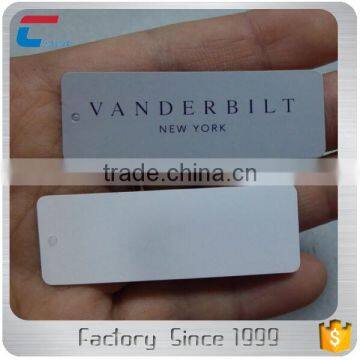 VANDERBILT
NEW YORK
trade.china.cn
Factory Since 1999